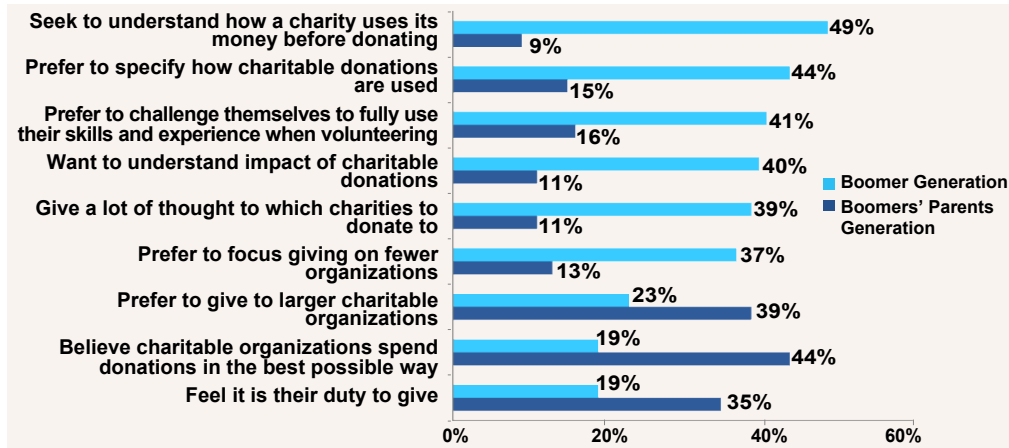 Seek to understand how a charity uses its
money before donating
49%
9%
Prefer to specify how charitable donations
are used
44%
15%
Prefer to challenge themselves to fully use
their skills and experience when volunteering
41%
16%
Want to understand impact of charitable
donations
40%
11%
Give a lot of thought to which charities to
donate to
39%
11%
Prefer to focus giving on fewer
organizations
37%
13%
Prefer to give to larger charitable
organizations
23%
39%
Believe charitable organizations spend
donations in the best possible way
19%
44%
Feel it is their duty to give
19%
35%
Boomer Generation
Boomers' Parents
Generation
0%
20%
40%
60%